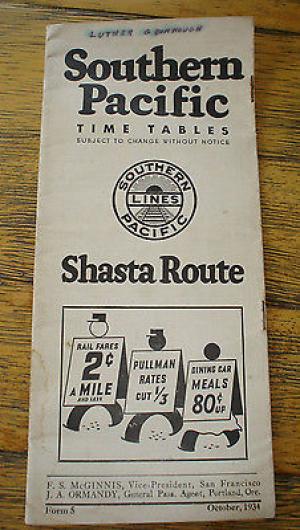 LUTHER G
Southern
Pacific
TIME TABLES
SUBJECT TO CHANGE WITHOUT NOTICE
SOUTHERN
LINES
PACIFIC
Shasta Route
RAIL FARES
2¢
A MILE
AND LESS
PULLMAN
RATES
CUT 1/3
DINING CAR
MEALS
80¢ UP
F. S. McGINNIS, Vice-President, San Francisco
J. A. ORMANDY, General Pass. Agent, Portland, Ore.
Form 5 October, 1934